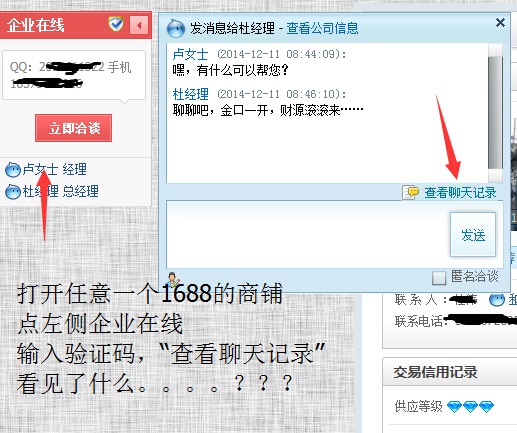 企业在线
QQ: 手机
立即洽谈
卢女士 经理
杜经理 总经理
发消息给杜经理 - 查看公司信息
卢女士 (2014-12-11 08:44:09):
嘿，有什么可以帮您？
杜经理 (2014-12-11 08:46:10):
聊聊吧，金口一开，财源滚滚来……
查看聊天记录
发送
匿名洽谈
打开任意一个1688的商铺
点左侧企业在线
输入验证码，“查看聊天记录”
看见了什么。。。。？？？
联 系 人：
联系电话：
交易信用记录
供应等级